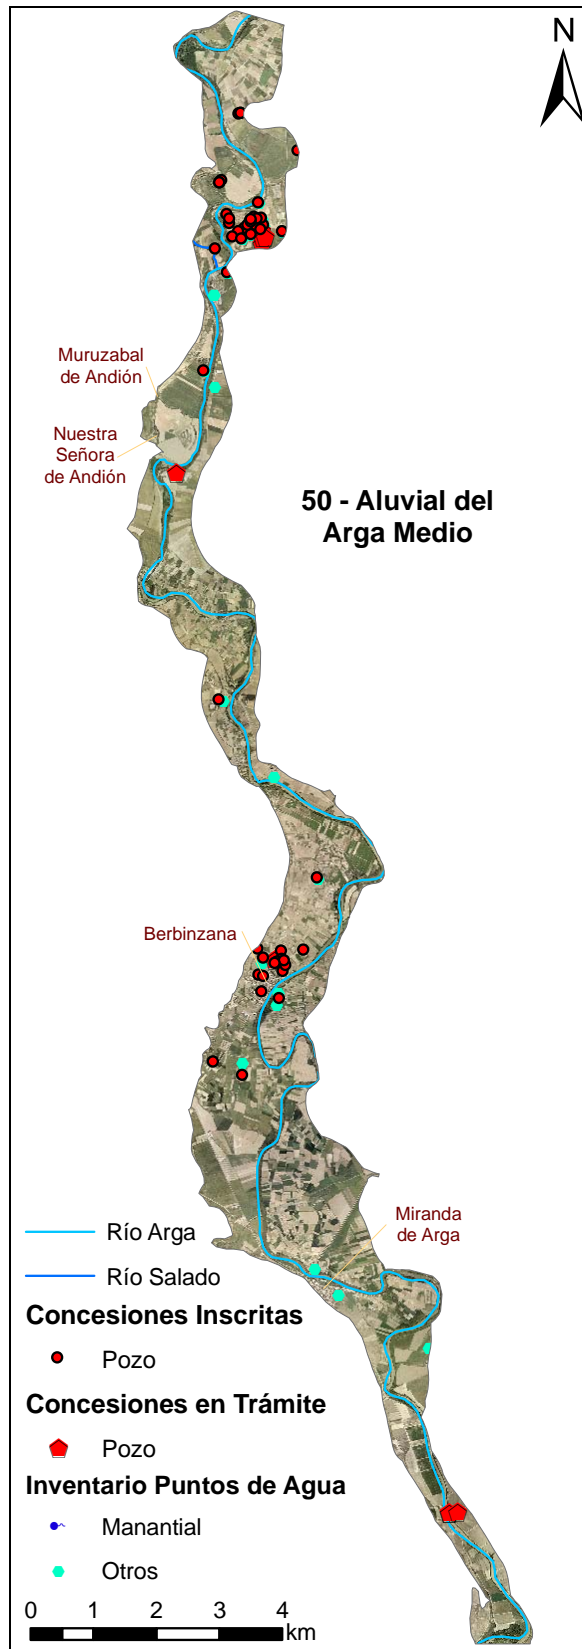 N
Muruzabal
de Andión
Nuestra
Señora
de Andión
50 - Aluvial del
Arga Medio
Berbinzana
Miranda
de Arga
Río Arga
Río Salado
Concesiones Inscritas
Pozo
Concesiones en Trámite
Pozo
Inventario Puntos de Agua
Manantial
Otros
0 1 2 4
km